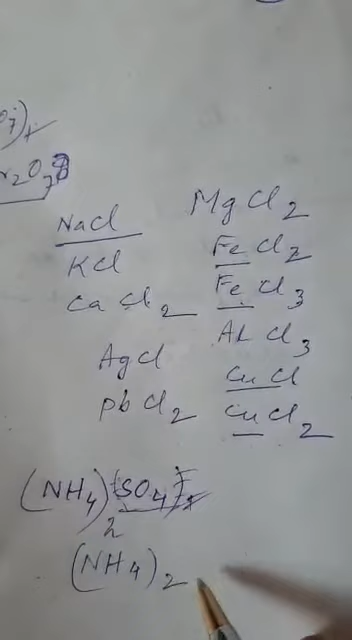 NaCl
KCl
CaCl2
AgCl
PbCl2
MgCl2
FeCl2
FeCl3
AlCl3
CuCl
CuCl2
(NH4)2(SO4)
(NH4)2